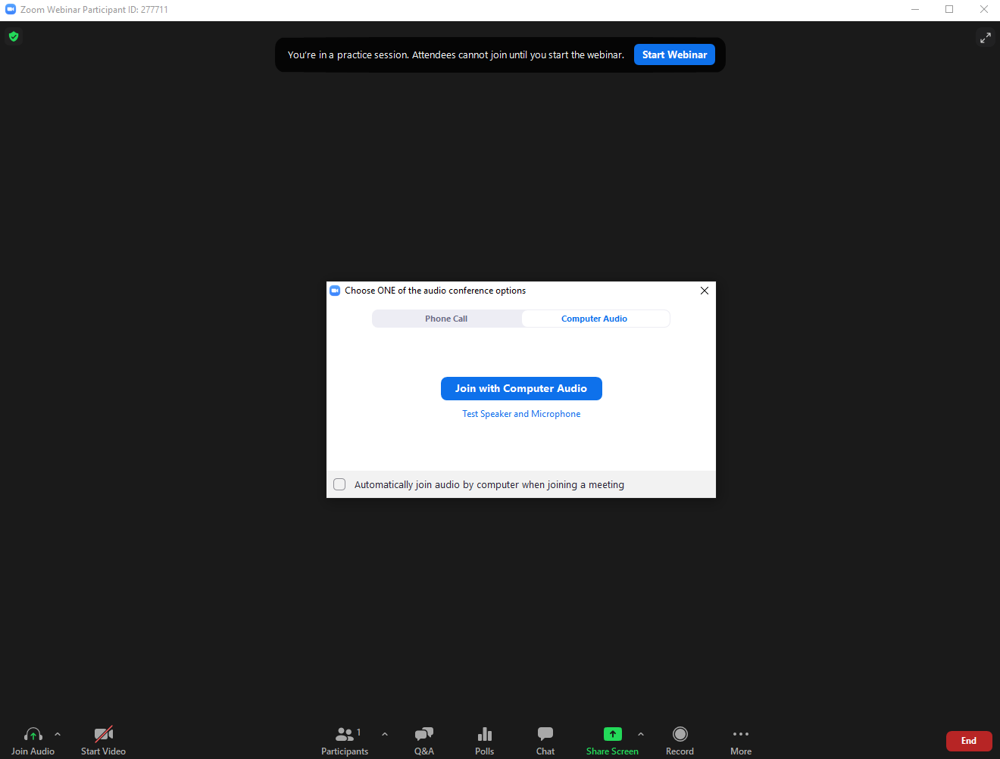 Zoom Webinar Participant ID: 277711
You're in a practice session. Attendees cannot join until you start the webinar. Start Webinar
Choose ONE of the audio conference options
Phone Call Computer Audio
Join with Computer Audio
Test Speaker and Microphone
Automatically join audio by computer when joining a meeting
1
Join Audio Start Video Participants Q&A Polls Chat Share Screen Record More End